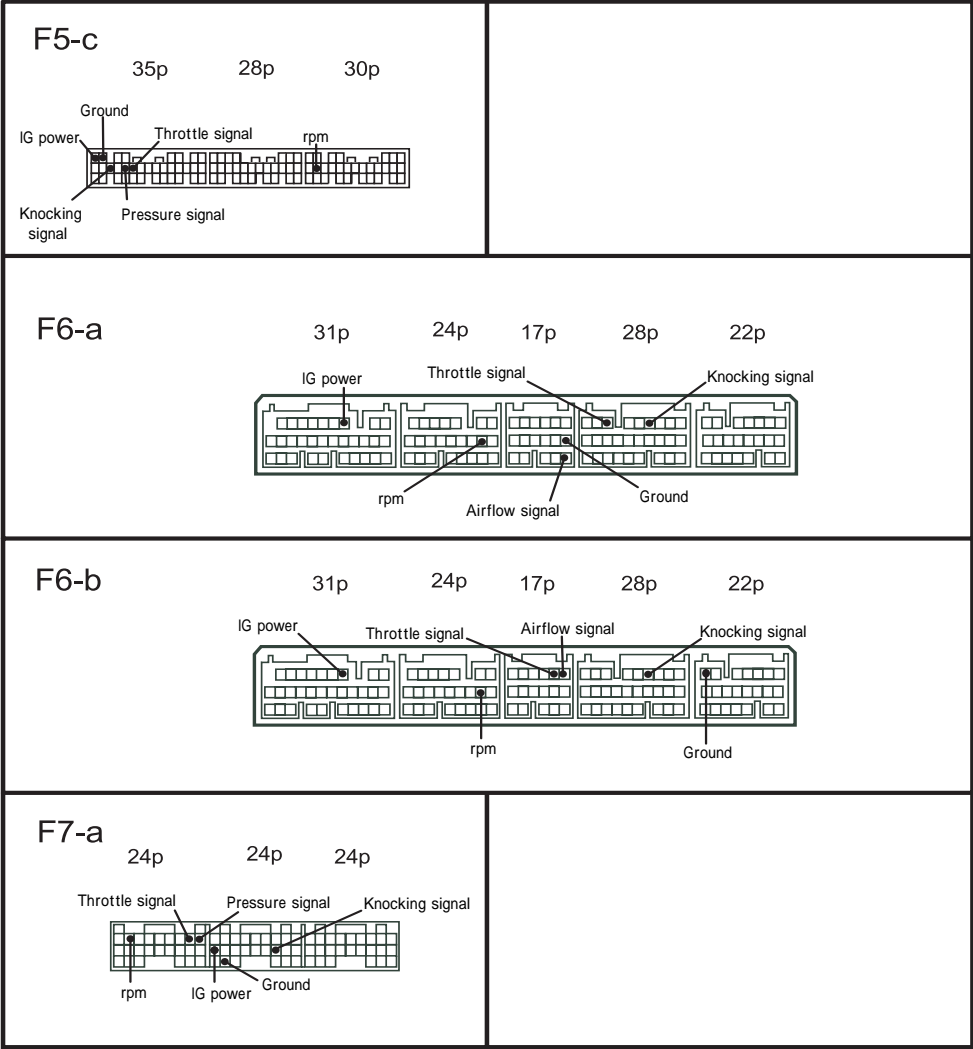 F5-c
35p 28p 30p
Ground
IG power
Throttle signal
rpm
Knocking
signal
Pressure signal
F6-a
31p 24p 17p 28p 22p
IG power
Throttle signal
Knocking signal
rpm
Airflow signal
Ground
F6-b
31p 24p 17p 28p 22p
IG power
Throttle signal
Airflow signal
Knocking signal
rpm
Ground
F7-a
24p 24p 24p
Throttle signal
Pressure signal
Knocking signal
rpm
IG power
Ground